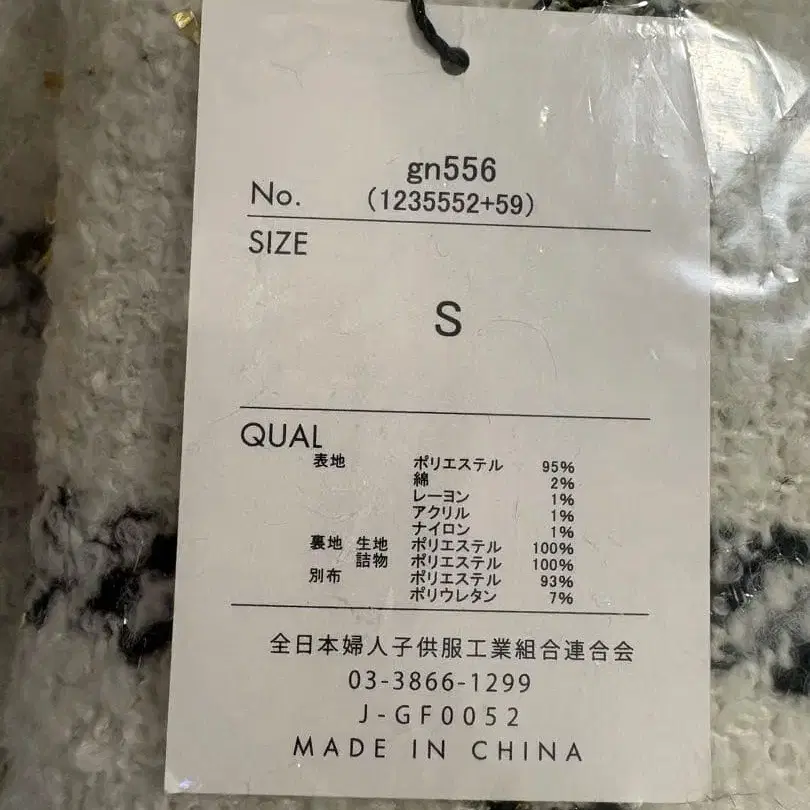 gn556
No. (1235552+59)
SIZE
S
QUAL
表地 ポリエステル 95%
綿 2%
レーヨン 1%
アクリル 1%
ナイロン 1%
裏地 生地 ポリエステル 100%
詰物 ポリエステル 100%
別布 ポリエステル 93%
ポリウレタン 7%
全日本婦人子供服工業組合連合会
03-3866-1299
J-GF0052
MADE IN CHINA